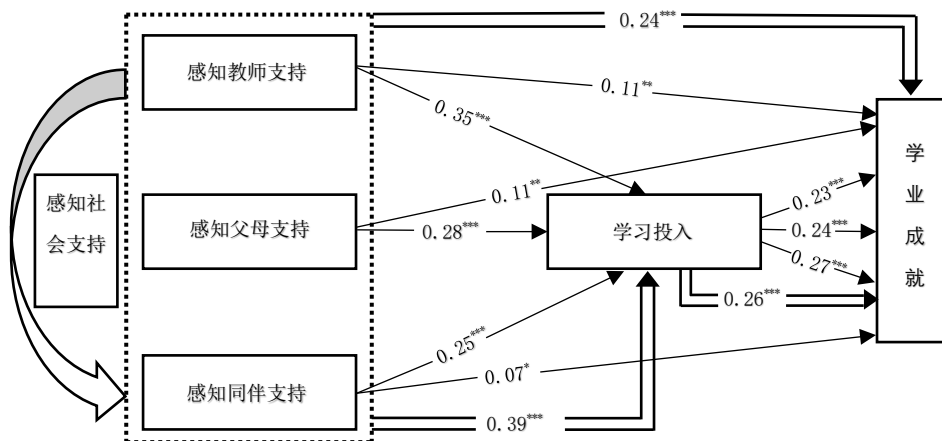 0.24***
感知教师支持
0.11**
0.35***
学
业
成
就
感知社
会支持
0.11**
0.23***
感知父母支持
0.28***
学习投入
0.24***
0.27***
0.26***
0.25***
感知同伴支持
0.07*
0.39***